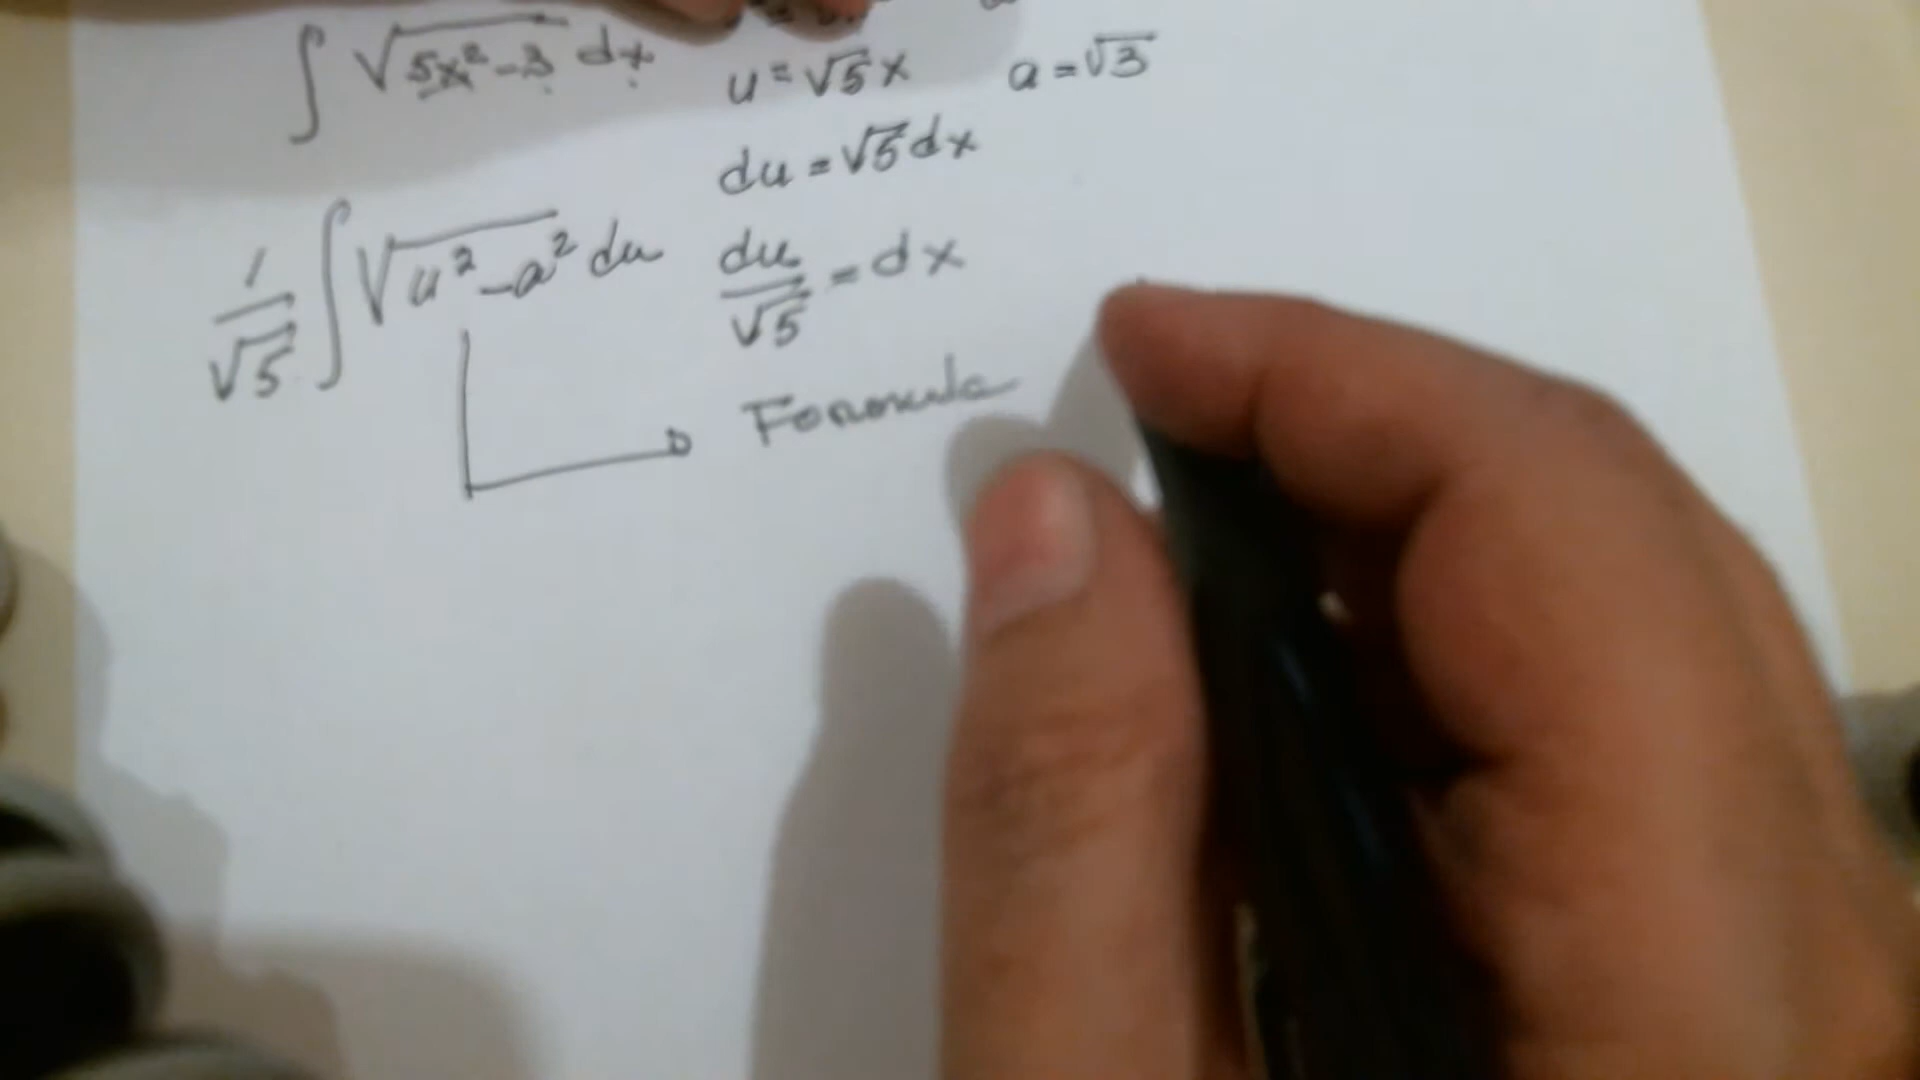 ∫ √(5x² - 3) dx
u = √5 x a = √3
du = √5 dx
1/√5 ∫ √(u² - a²) du du/√5 = dx
Formula